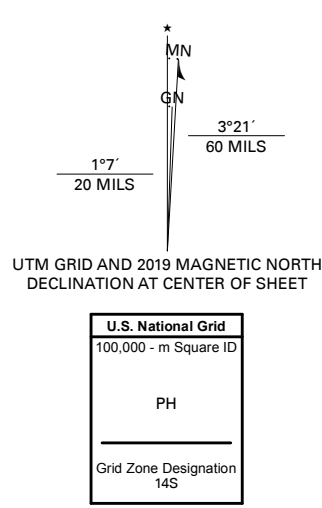 ★
MN
GN
3°21´
60 MILS
1°7´
20 MILS
UTM GRID AND 2019 MAGNETIC NORTH
DECLINATION AT CENTER OF SHEET
U.S. National Grid
100,000 - m Square ID
PH
Grid Zone Designation
14S